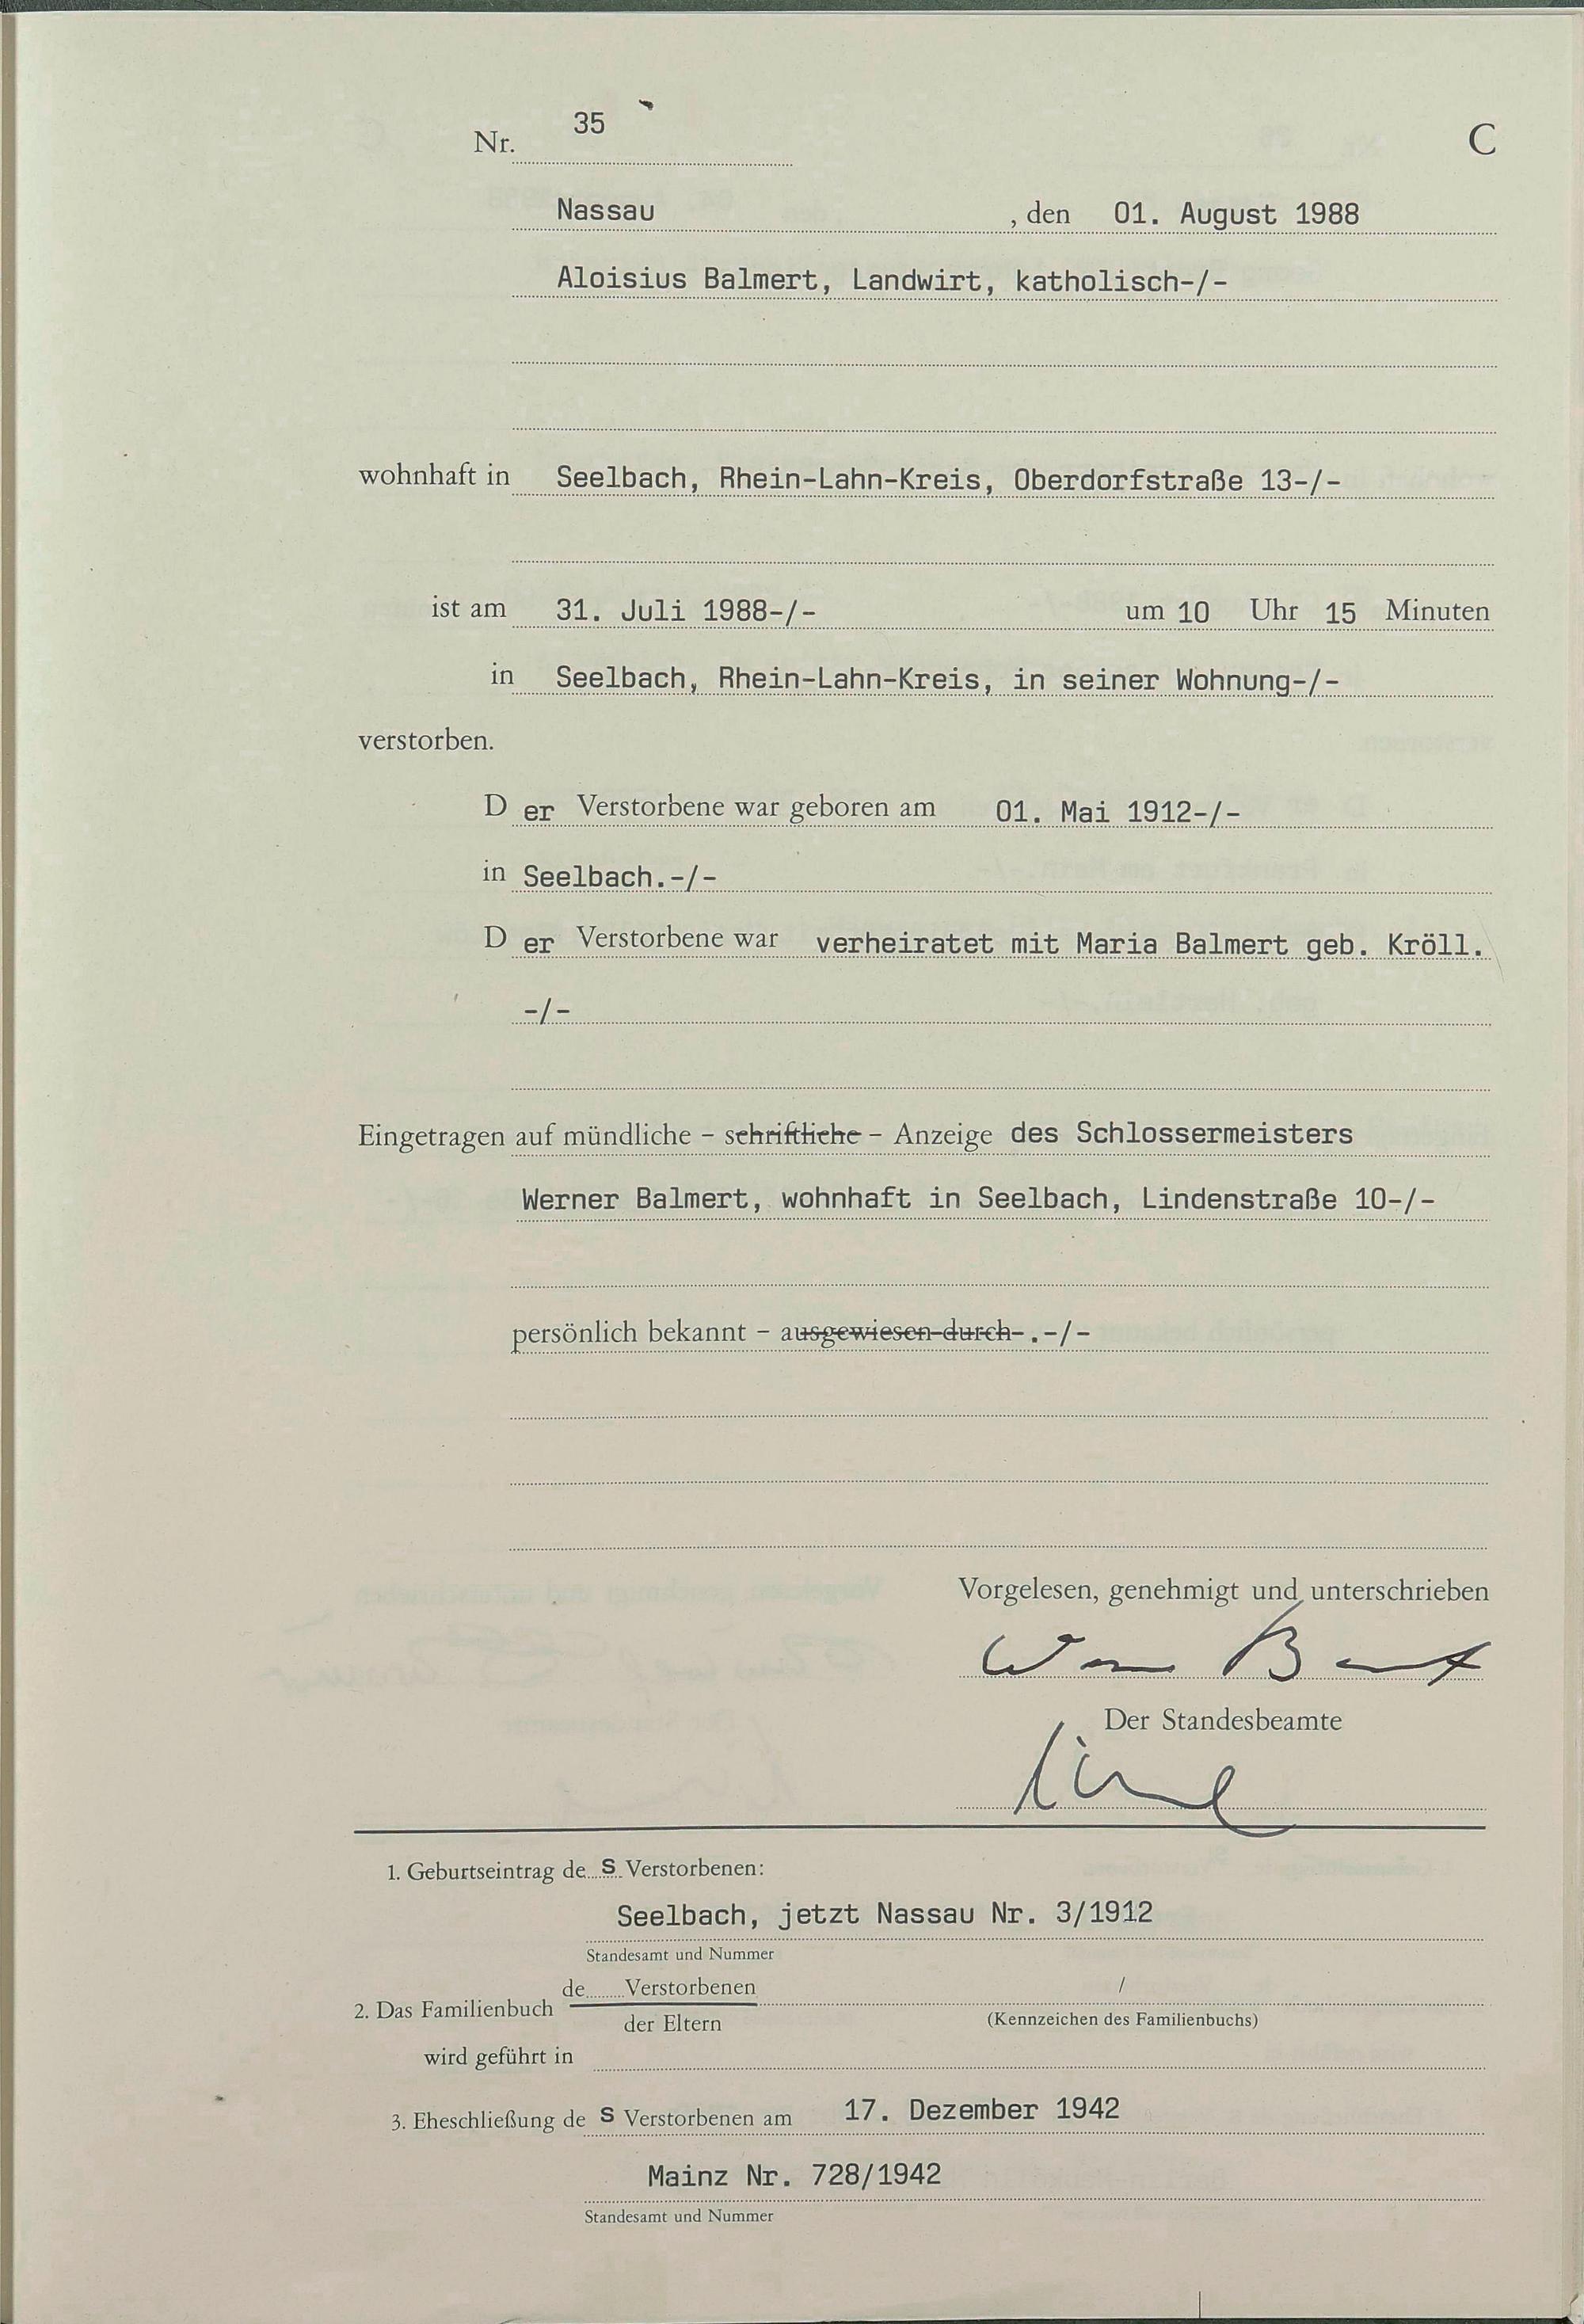 Nr. 35
C
Nassau , den 01. August 1988
Aloisius Balmert, Landwirt, katholisch-/-
wohnhaft in Seelbach, Rhein-Lahn-Kreis, Oberdorfstraße 13-/-
ist am 31. Juli 1988-/- um 10 Uhr 15 Minuten
in Seelbach, Rhein-Lahn-Kreis, in seiner Wohnung-/-
verstorben.
D er Verstorbene war geboren am 01. Mai 1912-/-
in Seelbach.-/-
D er Verstorbene war verheiratet mit Maria Balmert geb. Kröll.
-/-
Eingetragen auf mündliche – schriftliche – Anzeige des Schlossermeisters
Werner Balmert, wohnhaft in Seelbach, Lindenstraße 10-/-
persönlich bekannt – ausgewiesen durch-.-/-
Vorgelesen, genehmigt und unterschrieben
Der Standesbeamte
1. Geburtseintrag de s Verstorbenen:
Seelbach, jetzt Nassau Nr. 3/1912
Standesamt und Nummer
de........Verstorbenen /
2. Das Familienbuch
der Eltern (Kennzeichen des Familienbuchs)
wird geführt in
3. Eheschließung de s Verstorbenen am 17. Dezember 1942
Mainz Nr. 728/1942
Standesamt und Nummer